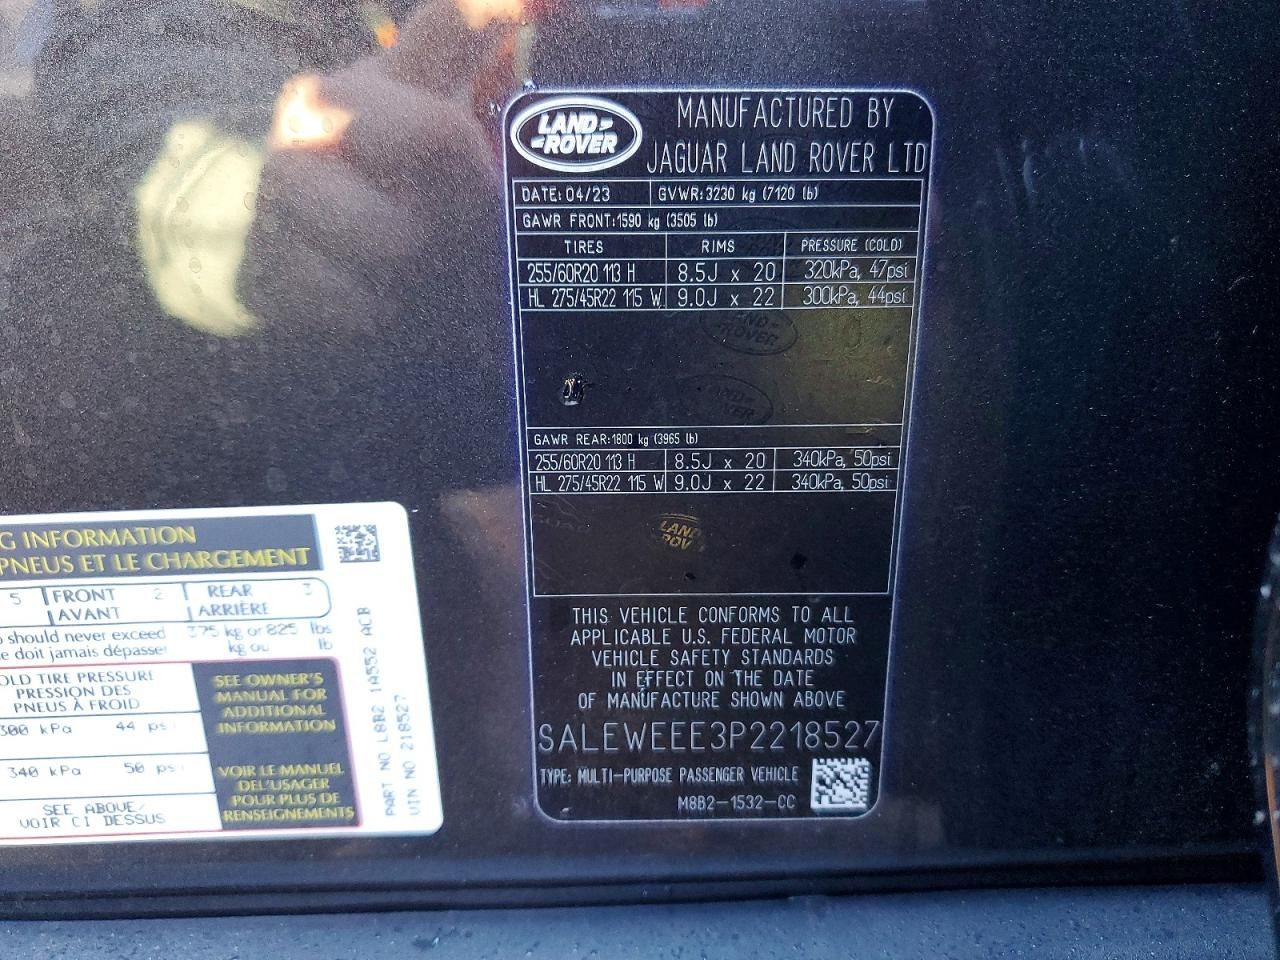 LAND ROVER
MANUFACTURED BY
JAGUAR LAND ROVER LTD
DATE: 04/23 GVWR: 3230 kg (7120 lb)
GAWR FRONT: 1590 kg (3505 lb)
TIRES RIMS PRESSURE (COLD)
255/60R20 113 H 8.5J x 20 320kPa, 47psi
HL 275/45R22 115 W 9.0J x 22 300kPa, 44psi
LAND ROVER
GAWR REAR: 1800 kg (3965 lb)
255/60R20 113 H 8.5J x 20 340kPa, 50psi
HL 275/45R22 115 W 9.0J x 22 340kPa, 50psi
LAND
ROV
THIS VEHICLE CONFORMS TO ALL
APPLICABLE U.S. FEDERAL MOTOR
VEHICLE SAFETY STANDARDS
IN EFFECT ON THE DATE
OF MANUFACTURE SHOWN ABOVE
SALEWEEE3P2218527
TYPE: MULTI-PURPOSE PASSENGER VEHICLE
M8B2-1532-CC
G INFORMATION
PNEUS ET LE CHARGEMENT
5 FRONT 2 REAR 3
AVANT ARRIÈRE
should never exceed 375 kg or 825 lbs
e doit jamais dépasser kg ou lb
OLD TIRE PRESSURE
PRESSION DES
PNEUS À FROID
300 kPa 44 psi
340 kPa 50 psi
SEE ABOVE/
VOIR CI DESSUS
SEE OWNER'S
MANUAL FOR
ADDITIONAL
INFORMATION
VOIR LE MANUEL
DE L'USAGER
POUR PLUS DE
RENSEIGNEMENTS
PART NO L8B2 1A552 ACB
VIN NO 218527